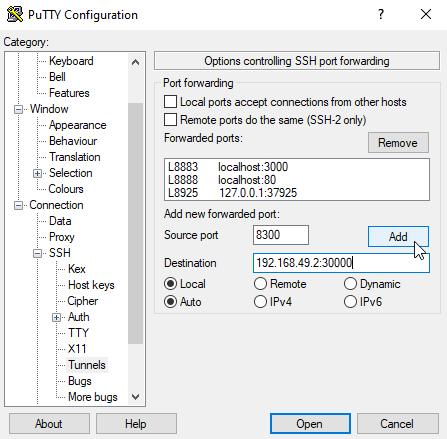 PuTTY Configuration
?
Category:
Keyboard
Bell
Features
Window
Appearance
Behaviour
Translation
Selection
Colours
Connection
Data
Proxy
SSH
Kex
Host keys
Cipher
Auth
TTY
X11
Tunnels
Bugs
More bugs
Options controlling SSH port forwarding
Port forwarding
Local ports accept connections from other hosts
Remote ports do the same (SSH-2 only)
Forwarded ports:
Remove
L8883 localhost:3000
L8888 localhost:80
L8925 127.0.0.1:37925
Add new forwarded port:
Source port 8300 Add
Destination 192.168.49.2:30000
Local Remote Dynamic
Auto IPv4 IPv6
About Help Open Cancel